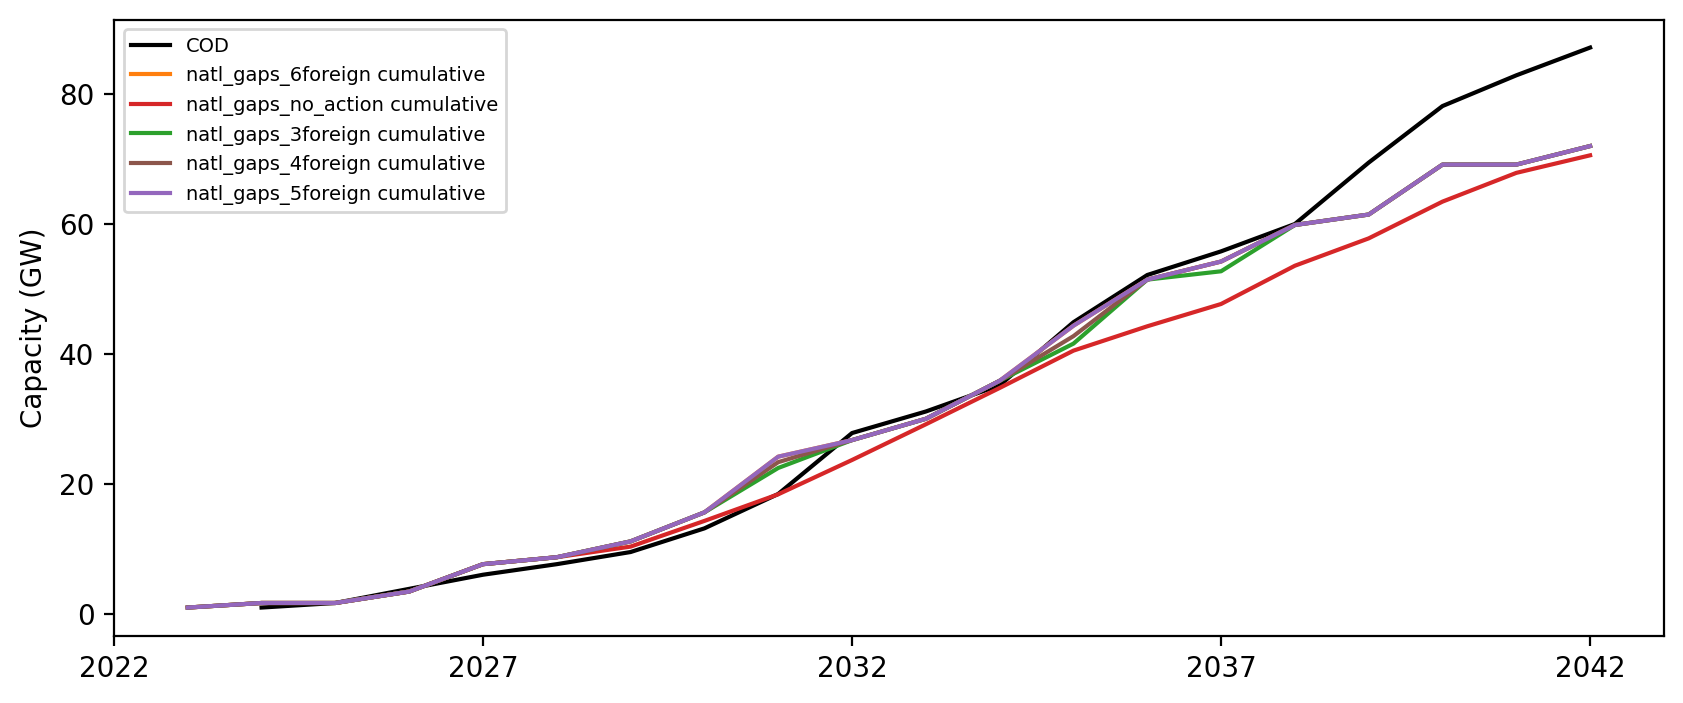 COD
natl_gaps_6foreign cumulative
natl_gaps_no_action cumulative
natl_gaps_3foreign cumulative
natl_gaps_4foreign cumulative
natl_gaps_5foreign cumulative
Capacity (GW)
80
60
40
20
0
2022 2027 2032 2037 2042